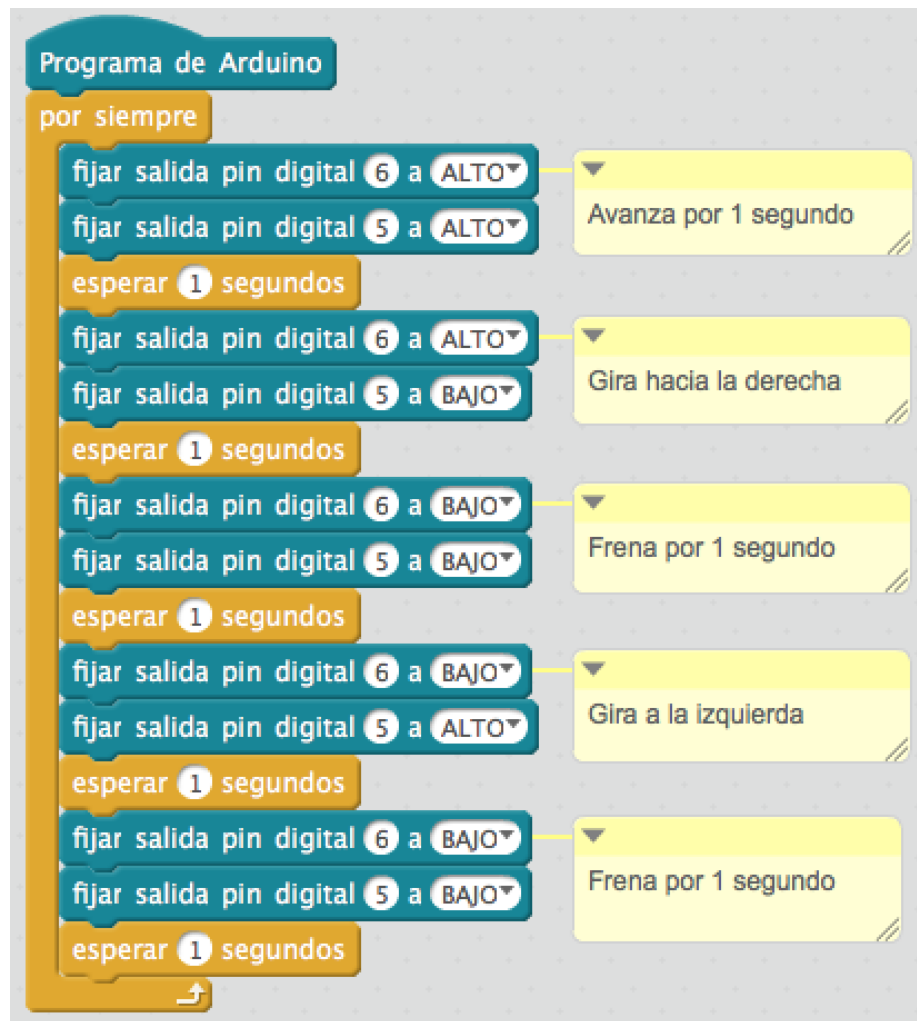 Programa de Arduino
por siempre
fijar salida pin digital 6 a ALTO
Avanza por 1 segundo
fijar salida pin digital 5 a ALTO
esperar 1 segundos
fijar salida pin digital 6 a ALTO
Gira hacia la derecha
fijar salida pin digital 5 a BAJO
esperar 1 segundos
fijar salida pin digital 6 a BAJO
Frena por 1 segundo
fijar salida pin digital 5 a BAJO
esperar 1 segundos
fijar salida pin digital 6 a BAJO
Gira a la izquierda
fijar salida pin digital 5 a ALTO
esperar 1 segundos
fijar salida pin digital 6 a BAJO
Frena por 1 segundo
fijar salida pin digital 5 a BAJO
esperar 1 segundos